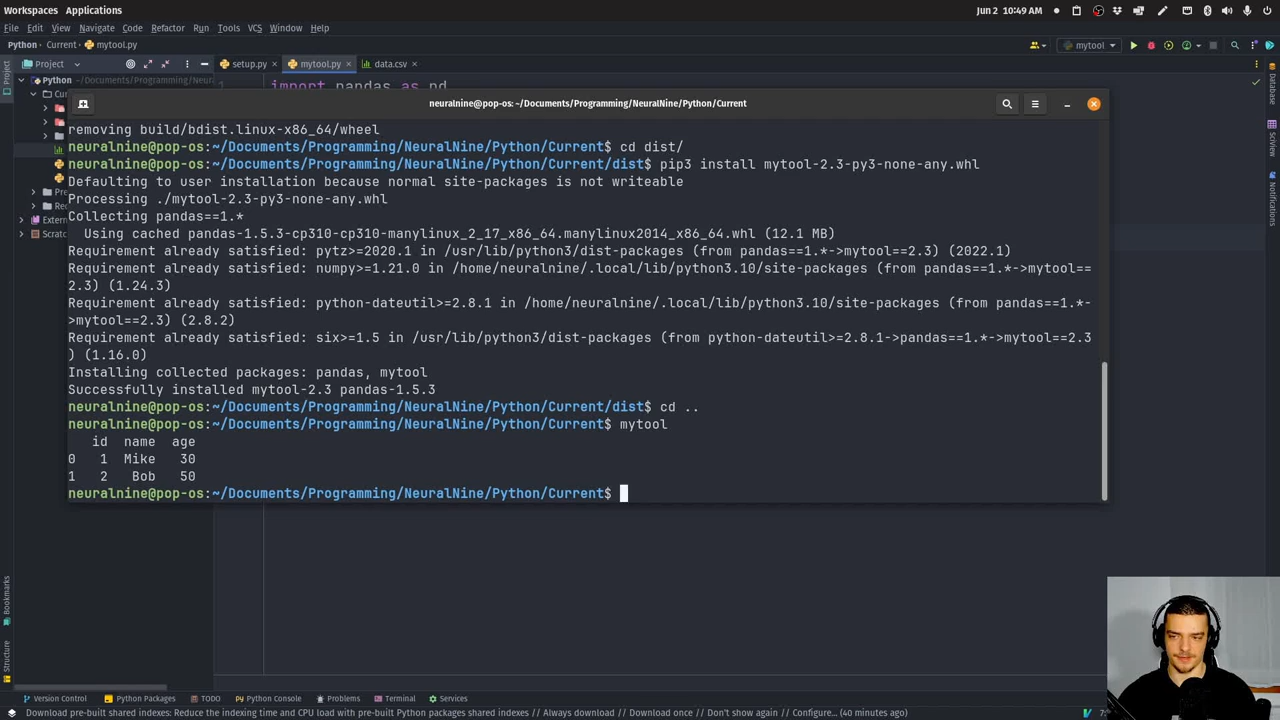 Workspaces Applications Jun 2 10:49 AM
File Edit View Navigate Code Refactor Run Tools VCS Window Help
Python Current mytool.py mytool
Project setup.py mytool.py data.csv
Project
Python ~/Documents/Programming/Neura
import pandas as pd
neuralnine@pop-os: ~/Documents/Programming/NeuralNine/Python/Current
removing build/bdist.linux-x86_64/wheel
neuralnine@pop-os:~/Documents/Programming/NeuralNine/Python/Current$ cd dist/
neuralnine@pop-os:~/Documents/Programming/NeuralNine/Python/Current/dist$ pip3 install mytool-2.3-py3-none-any.whl
Defaulting to user installation because normal site-packages is not writeable
Processing ./mytool-2.3-py3-none-any.whl
Collecting pandas==1.*
Using cached pandas-1.5.3-cp310-cp310-manylinux_2_17_x86_64.manylinux2014_x86_64.whl (12.1 MB)
Requirement already satisfied: pytz>=2020.1 in /usr/lib/python3/dist-packages (from pandas==1.*->mytool==2.3) (2022.1)
Requirement already satisfied: numpy>=1.21.0 in /home/neuralnine/.local/lib/python3.10/site-packages (from pandas==1.*->mytool==
2.3) (1.24.3)
Requirement already satisfied: python-dateutil>=2.8.1 in /home/neuralnine/.local/lib/python3.10/site-packages (from pandas==1.*-
>mytool==2.3) (2.8.2)
Requirement already satisfied: six>=1.5 in /usr/lib/python3/dist-packages (from python-dateutil>=2.8.1->pandas==1.*->mytool==2.3
) (1.16.0)
Installing collected packages: pandas, mytool
Successfully installed mytool-2.3 pandas-1.5.3
neuralnine@pop-os:~/Documents/Programming/NeuralNine/Python/Current/dist$ cd ..
neuralnine@pop-os:~/Documents/Programming/NeuralNine/Python/Current$ mytool
id name age
0 1 Mike 30
1 2 Bob 50
neuralnine@pop-os:~/Documents/Programming/NeuralNine/Python/Current$
Database
SciView
Notifications
Bookmarks
Structure
Version Control Python Packages TODO Python Console Problems Terminal Services
Download pre-built shared indexes: Reduce the indexing time and CPU load with pre-built Python packages shared indexes // Always download // Download once // Don't show again // Configure... (40 minutes ago)